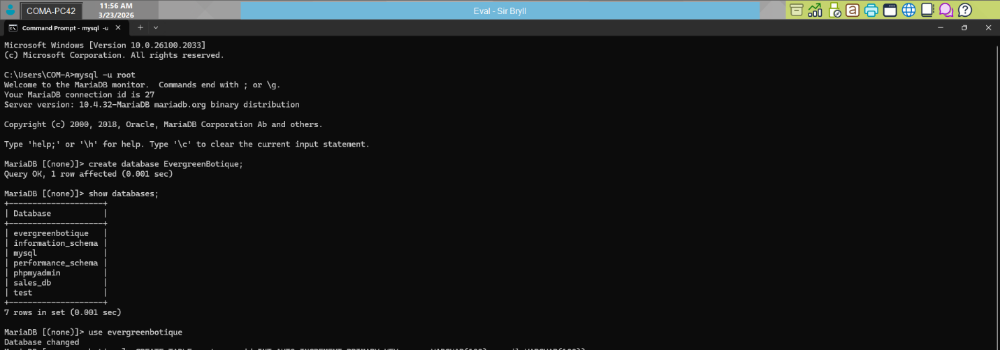 COMA-PC42
11:56 AM
3/23/2026
Eval - Sir Bryll
Command Prompt - mysql -u
Microsoft Windows [Version 10.0.26100.2033]
(c) Microsoft Corporation. All rights reserved.
C:\Users\COM-A>mysql -u root
Welcome to the MariaDB monitor.  Commands end with ; or \g.
Your MariaDB connection id is 27
Server version: 10.4.32-MariaDB mariadb.org binary distribution
Copyright (c) 2000, 2018, Oracle, MariaDB Corporation Ab and others.
Type 'help;' or '\h' for help. Type '\c' to clear the current input statement.
MariaDB [(none)]> create database EvergreenBotique;
Query OK, 1 row affected (0.001 sec)
MariaDB [(none)]> show databases;
+--------------------+
| Database           |
+--------------------+
| evergreenbotique   |
| information_schema |
| mysql              |
| performance_schema |
| phpmyadmin         |
| sales_db           |
| test               |
+--------------------+
7 rows in set (0.001 sec)
MariaDB [(none)]> use evergreenbotique
Database changed